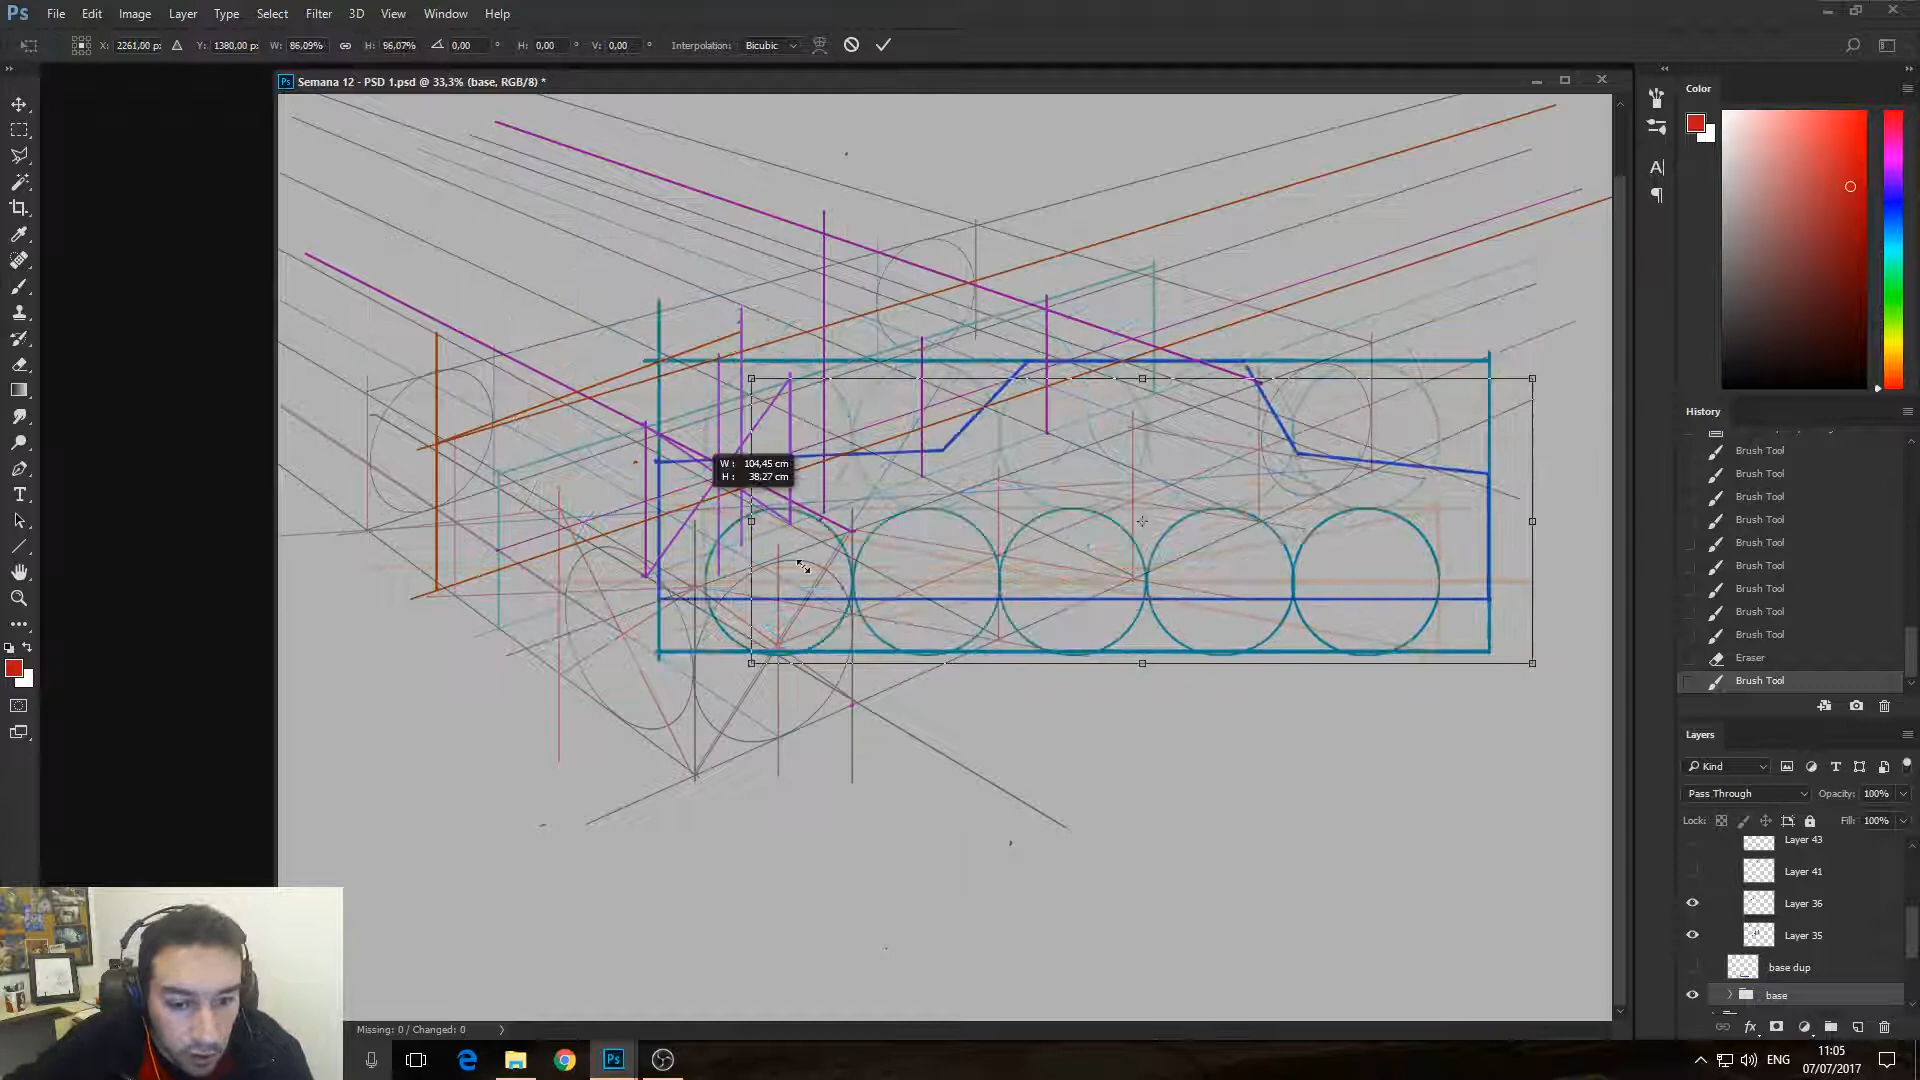 Ps File Edit Image Layer Type Select Filter 3D View Window Help
X: 2261,00 p: Y: 1380,00 p: W: 86,09% H: 96,07% 0,00 ° H: 0,00 ° V: 0,00 ° Interpolation: Bicubic
Ps Semana 12 - PSD 1.psd @ 33,3% (base, RGB/8) *
Color
W: 104,45 cm
H: 38,27 cm
History
Brush Tool
Brush Tool
Brush Tool
Brush Tool
Brush Tool
Brush Tool
Brush Tool
Brush Tool
Brush Tool
Eraser
Brush Tool
Layers
Kind
Pass Through Opacity: 100%
Lock: Fill: 100%
Layer 43
Layer 41
Layer 36
Layer 35
base dup
base
Missing: 0 / Changed: 0
Ps
ENG
11:05
07/07/2017